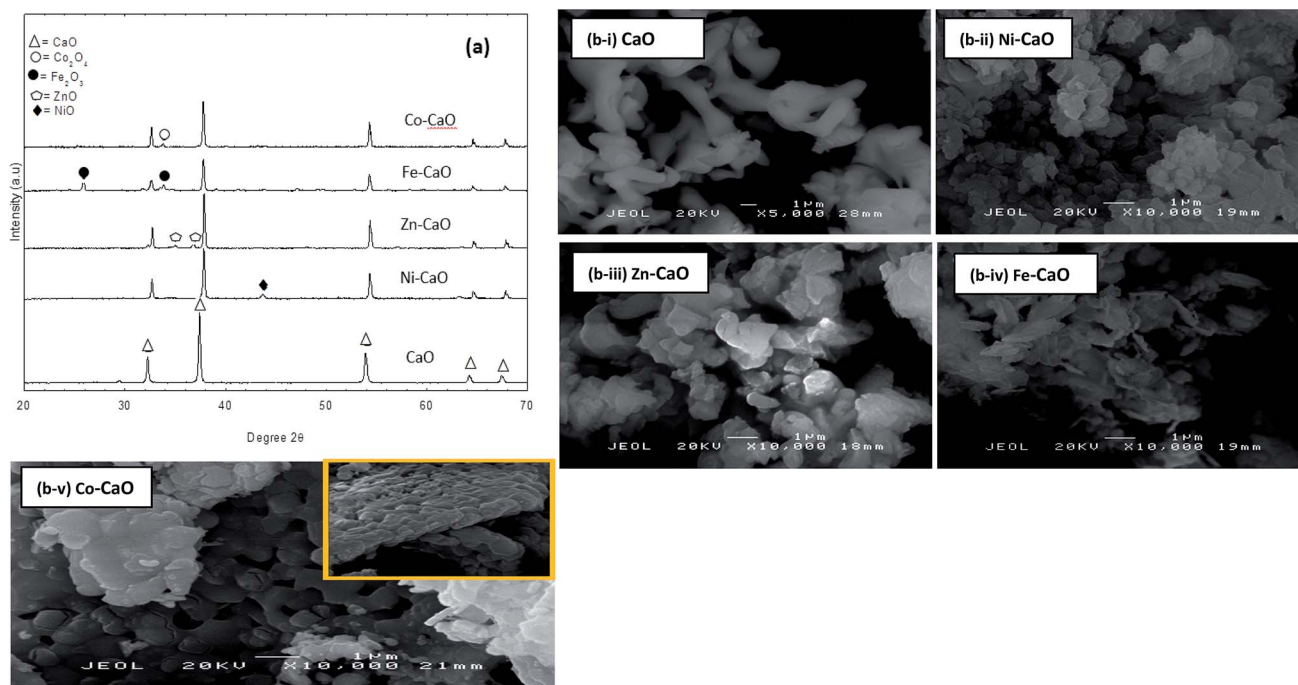 (a)
△= CaO
○= Co2O4
●= Fe2O3
⬠= ZnO
◆= NiO
Intensity (a.u)
Co-CaO
Fe-CaO
Zn-CaO
Ni-CaO
CaO
20 30 40 50 60 70
Degree 2θ
(b-i) CaO
1μm
JEOL 20KV X5,000 28mm
(b-ii) Ni-CaO
1μm
JEOL 20KV X10,000 19mm
(b-iii) Zn-CaO
1μm
JEOL 20KV X10,000 18mm
(b-iv) Fe-CaO
1μm
JEOL 20KV X10,000 19mm
(b-v) Co-CaO
1μm
JEOL 20KV X10,000 21mm